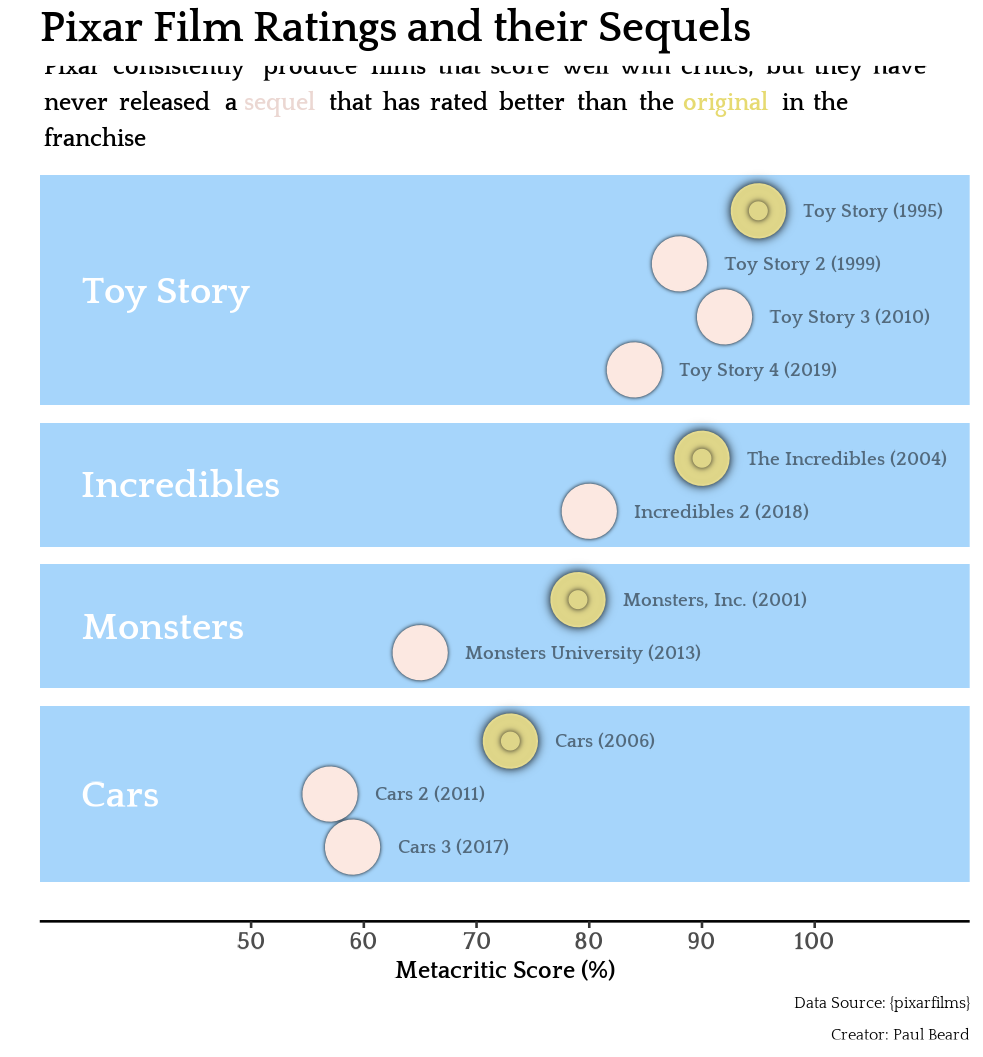 Pixar Film Ratings and their Sequels
Pixar consistently produce films that score well with critics, but they have
never released a sequel that has rated better than the original in the
franchise
Toy Story
Toy Story (1995)
Toy Story 2 (1999)
Toy Story 3 (2010)
Toy Story 4 (2019)
Incredibles
The Incredibles (2004)
Incredibles 2 (2018)
Monsters
Monsters, Inc. (2001)
Monsters University (2013)
Cars
Cars (2006)
Cars 2 (2011)
Cars 3 (2017)
50 60 70 80 90 100
Metacritic Score (%)
Data Source: {pixarfilms}
Creator: Paul Beard